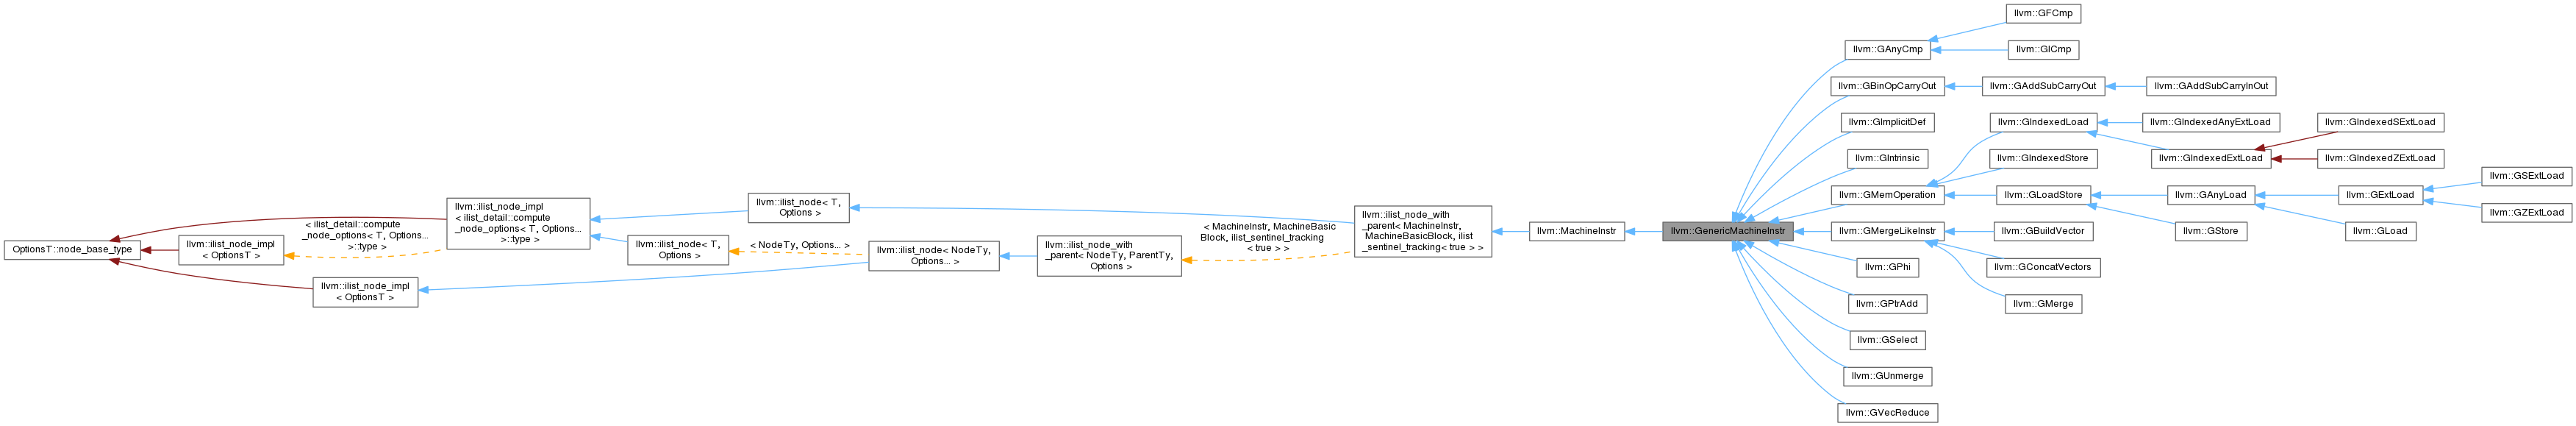 OptionsT::node_base_type
llvm::ilist_node_impl
< OptionsT >
< ilist_detail::compute
_node_options< T, Options...
>::type >
llvm::ilist_node_impl
< OptionsT >
llvm::ilist_node_impl
< ilist_detail::compute
_node_options< T, Options...
>::type >
llvm::ilist_node< T,
Options >
llvm::ilist_node< T,
Options >
< NodeTy, Options... >
llvm::ilist_node< NodeTy,
Options... >
llvm::ilist_node_with
_parent< NodeTy, ParentTy,
Options >
< MachineInstr, MachineBasic
Block, ilist_sentinel_tracking
< true > >
llvm::ilist_node_with
_parent< MachineInstr,
MachineBasicBlock, ilist
_sentinel_tracking< true > >
llvm::MachineInstr
llvm::GenericMachineInstr
llvm::GAnyCmp
llvm::GFCmp
llvm::GICmp
llvm::GBinOpCarryOut
llvm::GAddSubCarryOut
llvm::GAddSubCarryInOut
llvm::GImplicitDef
llvm::GIntrinsic
llvm::GMemOperation
llvm::GIndexedLoad
llvm::GIndexedAnyExtLoad
llvm::GIndexedExtLoad
llvm::GIndexedSExtLoad
llvm::GIndexedZExtLoad
llvm::GIndexedStore
llvm::GLoadStore
llvm::GAnyLoad
llvm::GExtLoad
llvm::GSExtLoad
llvm::GZExtLoad
llvm::GLoad
llvm::GStore
llvm::GMergeLikeInstr
llvm::GBuildVector
llvm::GConcatVectors
llvm::GMerge
llvm::GPhi
llvm::GPtrAdd
llvm::GSelect
llvm::GUnmerge
llvm::GVecReduce